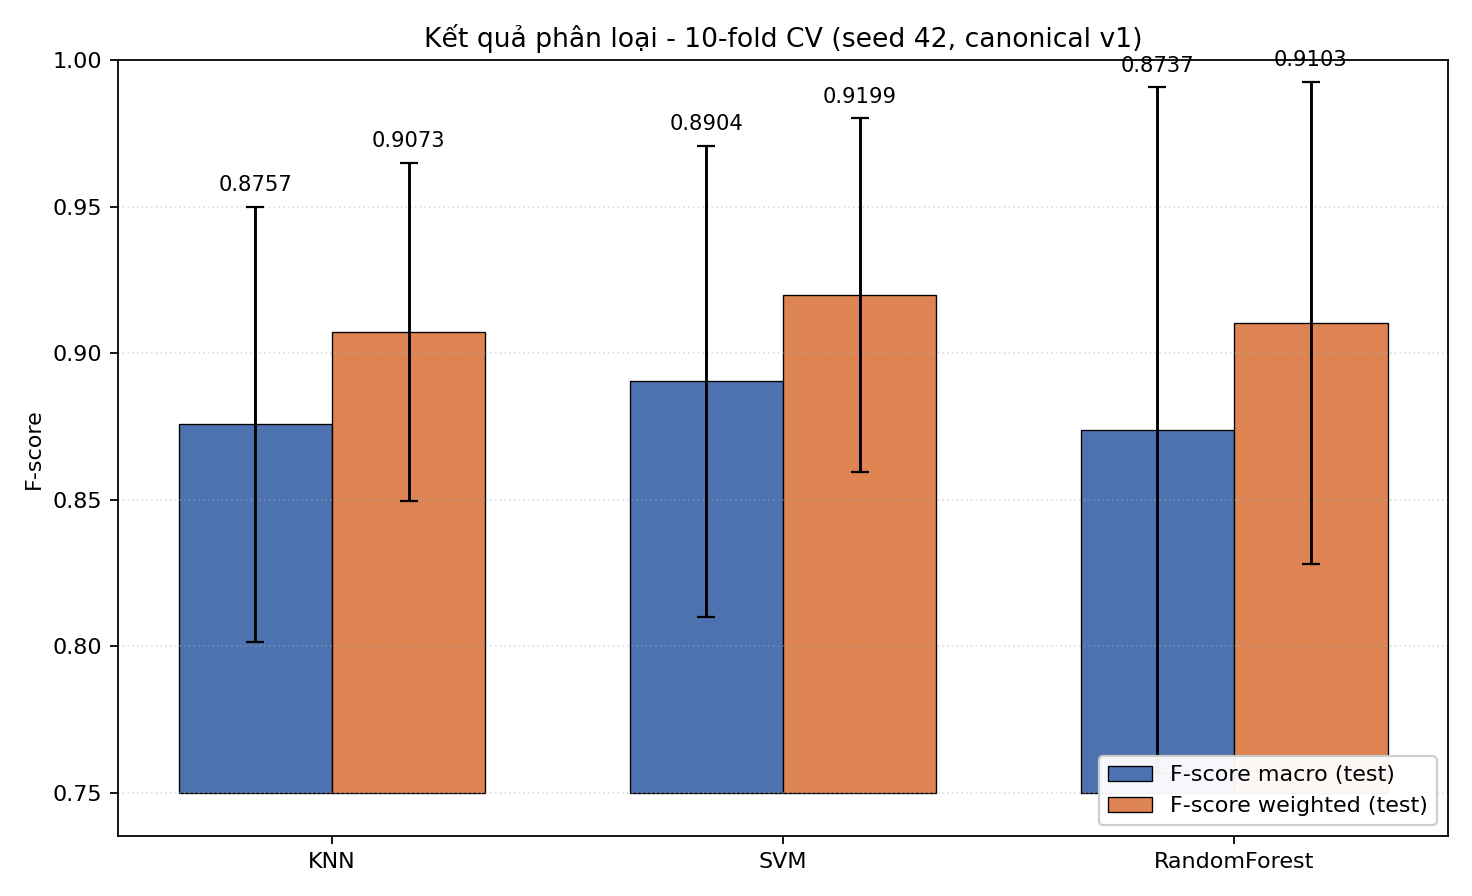 Kết quả phân loại - 10-fold CV (seed 42, canonical v1)
1.00
0.95
0.90
0.85
0.80
0.75
F-score
0.8757
0.9073
0.8904
0.9199
0.8737
0.9103
KNN
SVM
RandomForest
F-score macro (test)
F-score weighted (test)